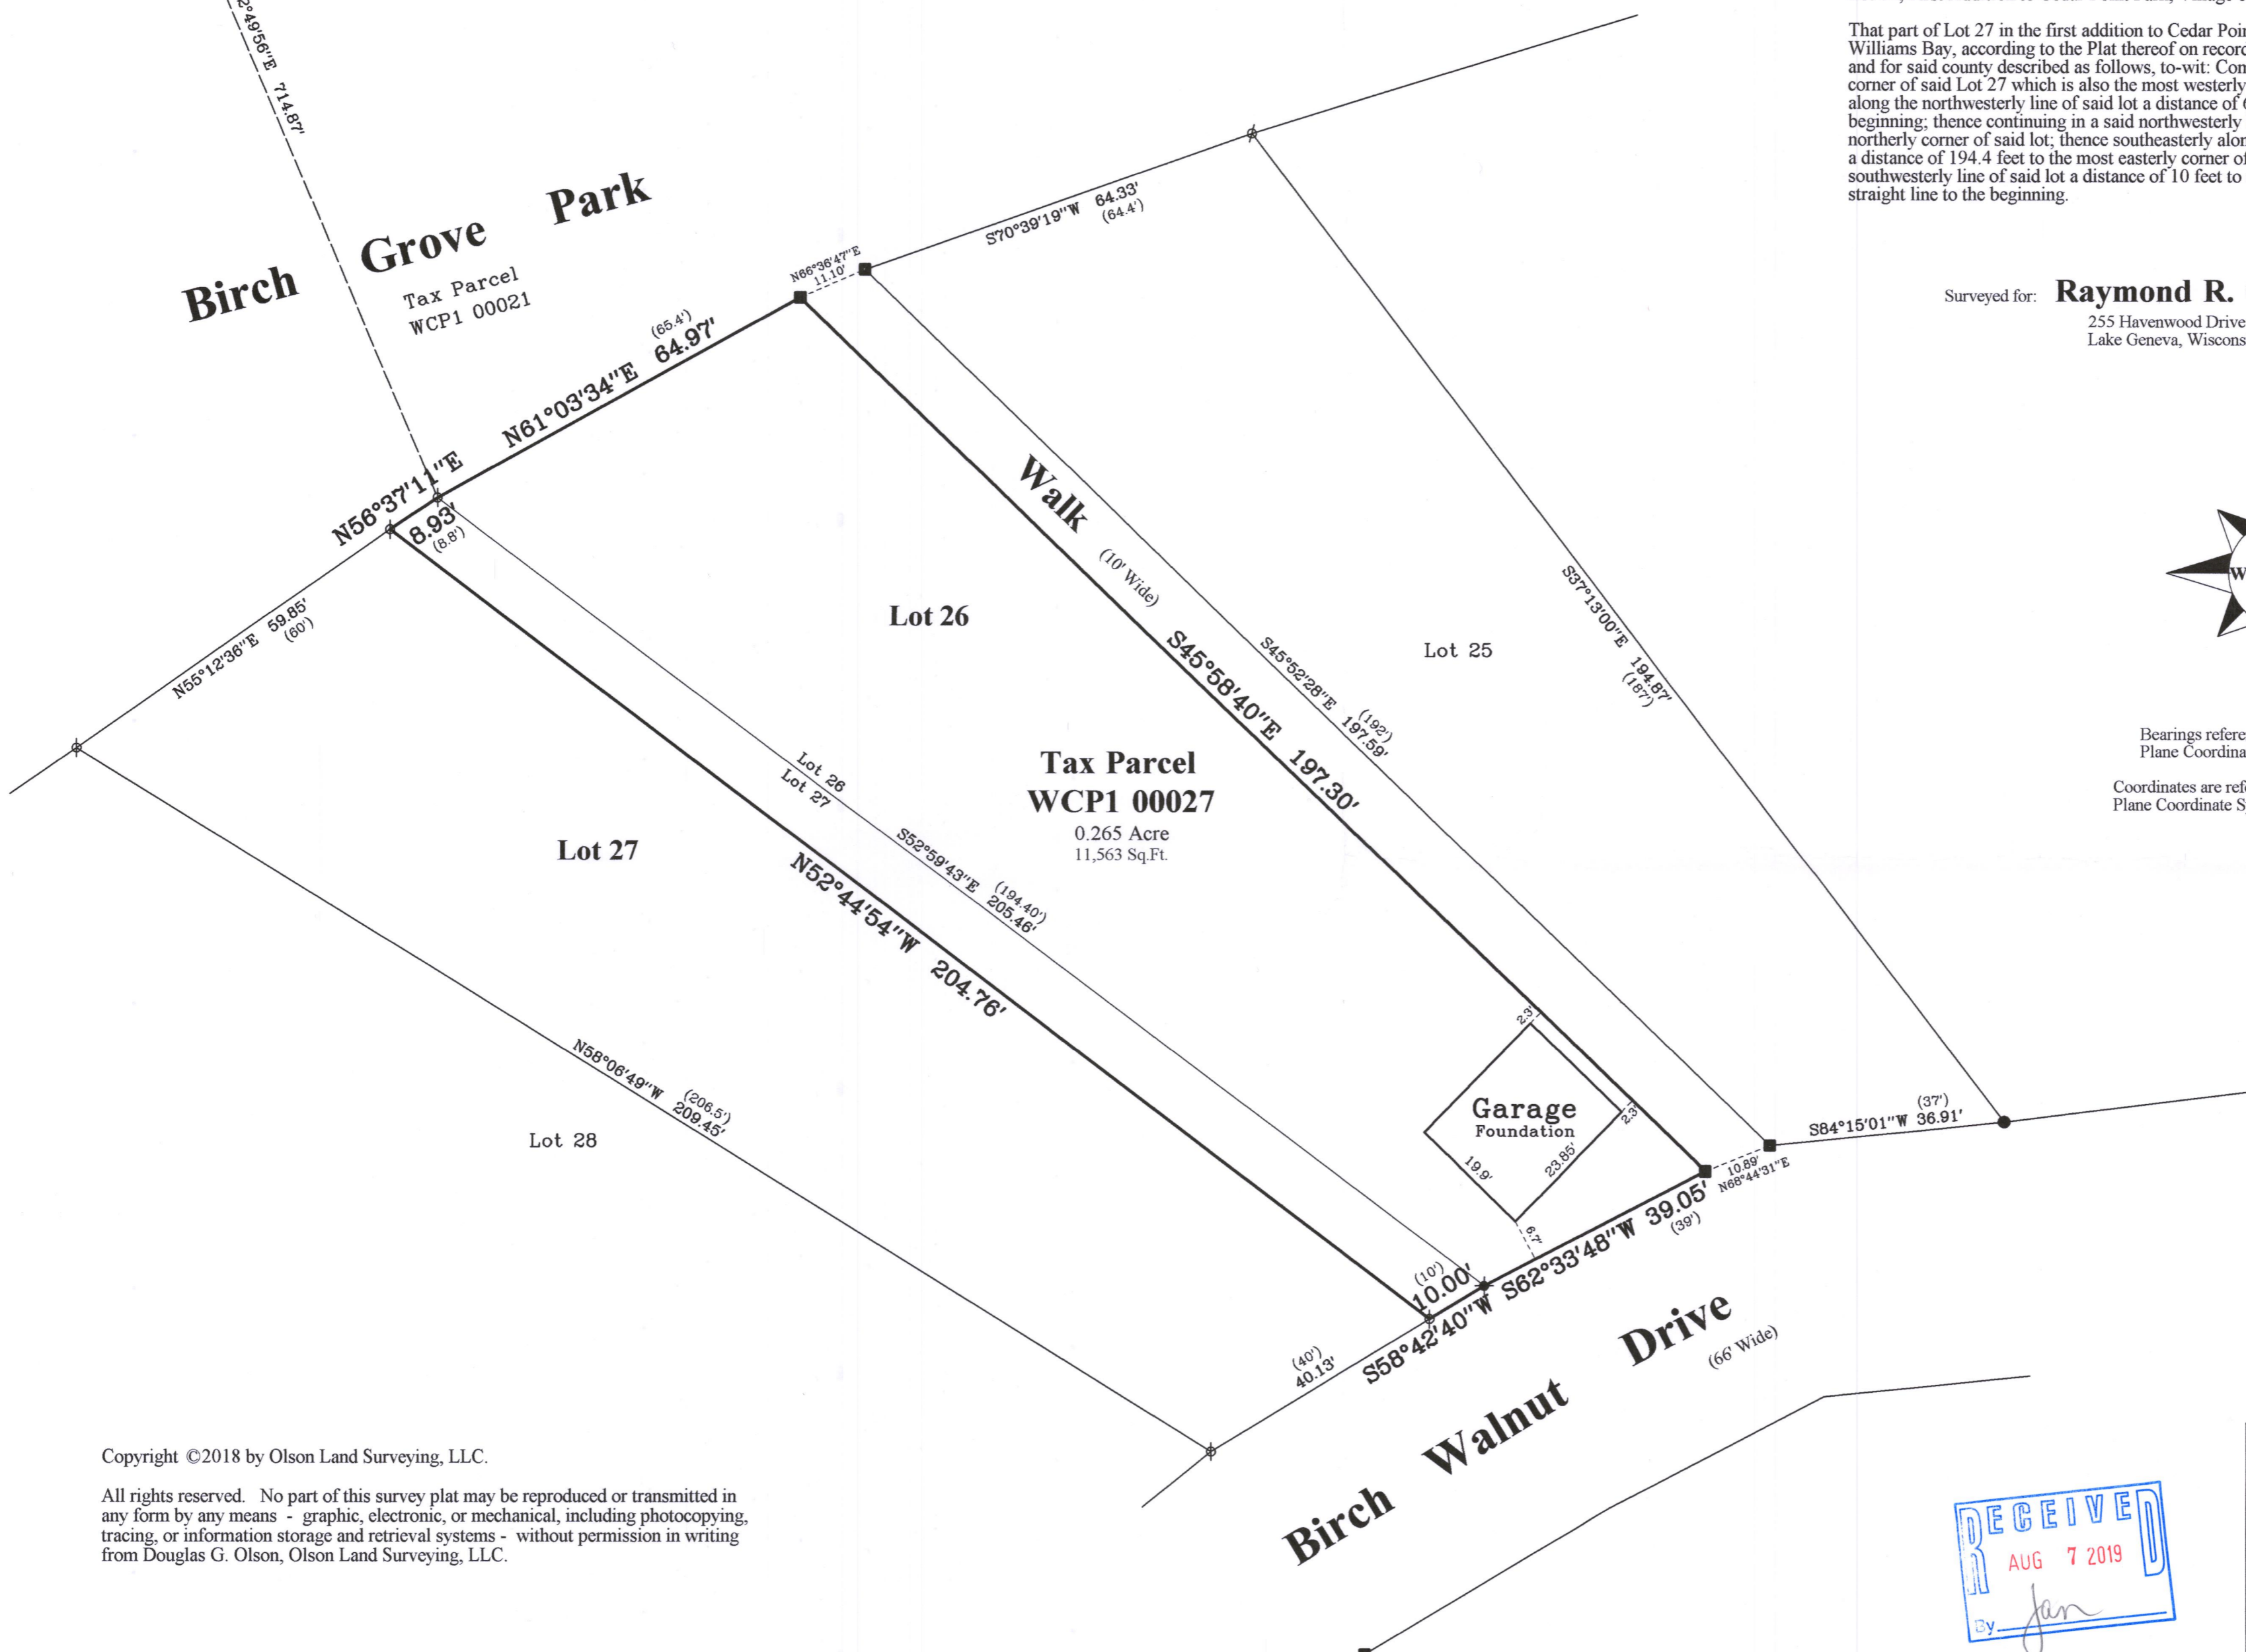 2°49'56"E 714.87'
That part of Lot 27 in the first addition to Cedar
Williams Bay, according to the Plat thereof on
and for said county described as follows, to-wit:
corner of said Lot 27 which is also the most westerly
along the northwesterly line of said lot a distance of
beginning; thence continuing in a said northwesterly
northerly corner of said lot; thence southeasterly
a distance of 194.4 feet to the most easterly corner
southwesterly line of said lot a distance of 10 feet to
straight line to the beginning.
Surveyed for: Raymond R.
255 Havenwood Drive
Lake Geneva,
Birch Grove Park
Tax Parcel
WCP1 00021
S70°39'19"W 64.33'
(64.4')
N66°36'47"E
11.10'
(65.4')
N61°03'34"E 64.97'
N56°37'11"E
8.93'
(8.8')
N55°12'36"E 59.85'
(60')
Walk
(10' Wide)
S45°58'40"E 197.30'
S45°52'28"E 197.59'
(192')
S37°13'00"E 194.87'
(187')
Lot 26
Lot 25
W
Bearings
Plane
Coordinates are
Plane Coordinate
Lot 26
Lot 27
Tax Parcel
WCP1 00027
0.265 Acre
11,563 Sq.Ft.
Lot 27
S52°59'43"E 205.46'
(194.40')
N52°44'54"W 204.76'
N58°06'49"W 209.45'
(206.5')
Lot 28
2.3'
Garage
Foundation
2.3'
19.9'
23.85'
6.7'
(37')
S84°15'01"W 36.91'
10.89'
N68°44'31"E
S62°33'48"W 39.05'
(39')
(10')
10.00'
S58°42'40"W
(40')
40.13'
Birch Walnut Drive
(66' Wide)
Copyright ©2018 by Olson Land Surveying, LLC.
All rights reserved. No part of this survey plat may be reproduced or transmitted in
any form by any means - graphic, electronic, or mechanical, including photocopying,
tracing, or information storage and retrieval systems - without permission in writing
from Douglas G. Olson, Olson Land Surveying, LLC.
RECEIVED
AUG 7 2019
By Jan